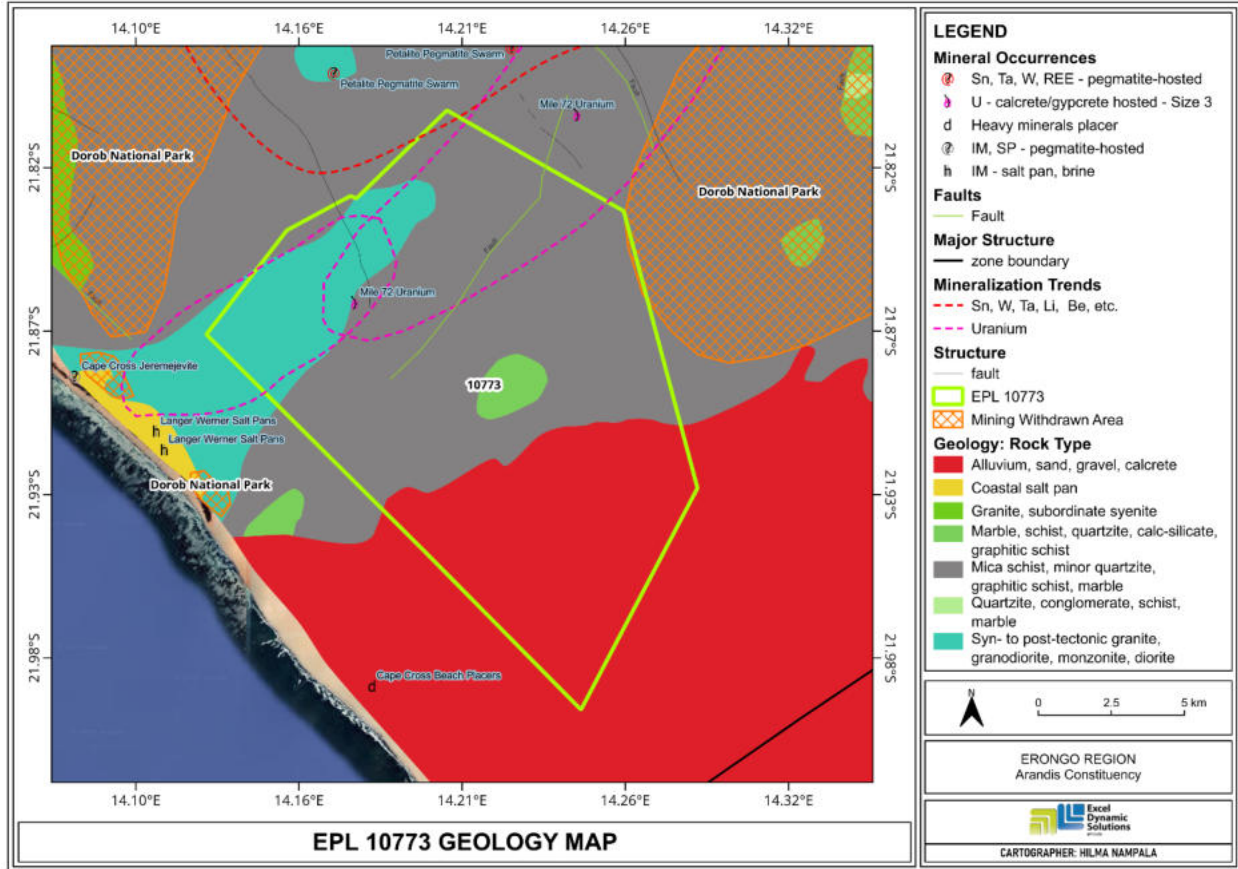 14.10°E 14.16°E 14.21°E 14.26°E 14.32°E
Petalite Pegmatite Swarm
Petalite Pegmatite Swarm
Fault
Fault
Mile 72 Uranium
Dorob National Park
21.82°S
21.82°S
Dorob National Park
Fault
Mile 72 Uranium
Fault
21.87°S
21.87°S
Cape Cross Jeremejevite
10773
Langer Werner Salt Pans
h
Langer Werner Salt Pans
h
Dorob National Park
21.93°S
21.93°S
21.98°S
21.98°S
Cape Cross Beach Placers
d
14.10°E 14.16°E 14.21°E 14.26°E 14.32°E
EPL 10773 GEOLOGY MAP
LEGEND
Mineral Occurrences
Sn, Ta, W, REE - pegmatite-hosted
U - calcrete/gypcrete hosted - Size 3
d Heavy minerals placer
IM, SP - pegmatite-hosted
h IM - salt pan, brine
Faults
Fault
Major Structure
zone boundary
Mineralization Trends
Sn, W, Ta, Li, Be, etc.
Uranium
Structure
fault
EPL 10773
Mining Withdrawn Area
Geology: Rock Type
Alluvium, sand, gravel, calcrete
Coastal salt pan
Granite, subordinate syenite
Marble, schist, quartzite, calc-silicate,
graphitic schist
Mica schist, minor quartzite,
graphitic schist, marble
Quartzite, conglomerate, schist,
marble
Syn- to post-tectonic granite,
granodiorite, monzonite, diorite
N
0 2.5 5 km
ERONGO REGION
Arandis Constituency
Excel
Dynamic
Solutions
CARTOGRAPHER: HILMA NAMPALA